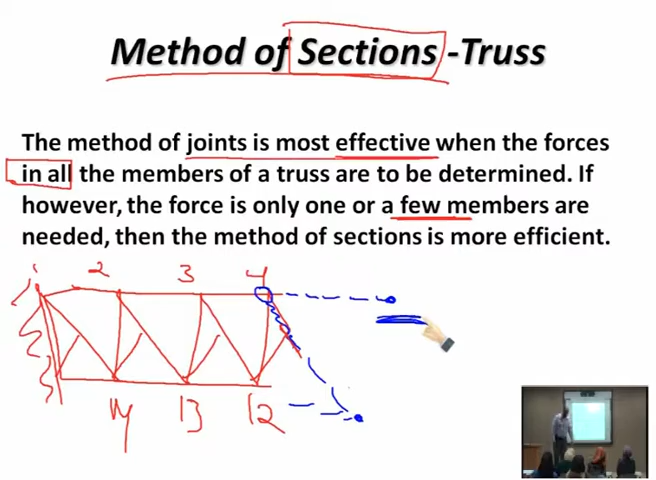 Method of Sections -Truss
The method of joints is most effective when the forces
in all the members of a truss are to be determined. If
however, the force is only one or a few members are
needed, then the method of sections is more efficient.
2 3 4
14 13 12